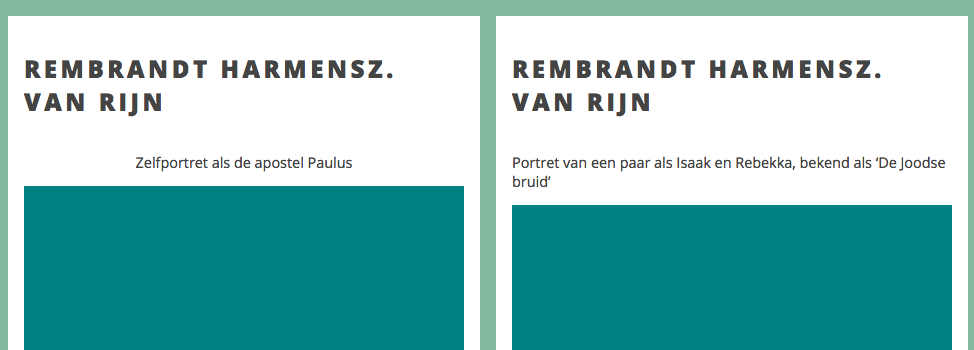 REMBRANDT HARMENSZ.
VAN RIJN
Zelfportret als de apostel Paulus
REMBRANDT HARMENSZ.
VAN RIJN
Portret van een paar als Isaak en Rebekka, bekend als ‘De Joodse
bruid’